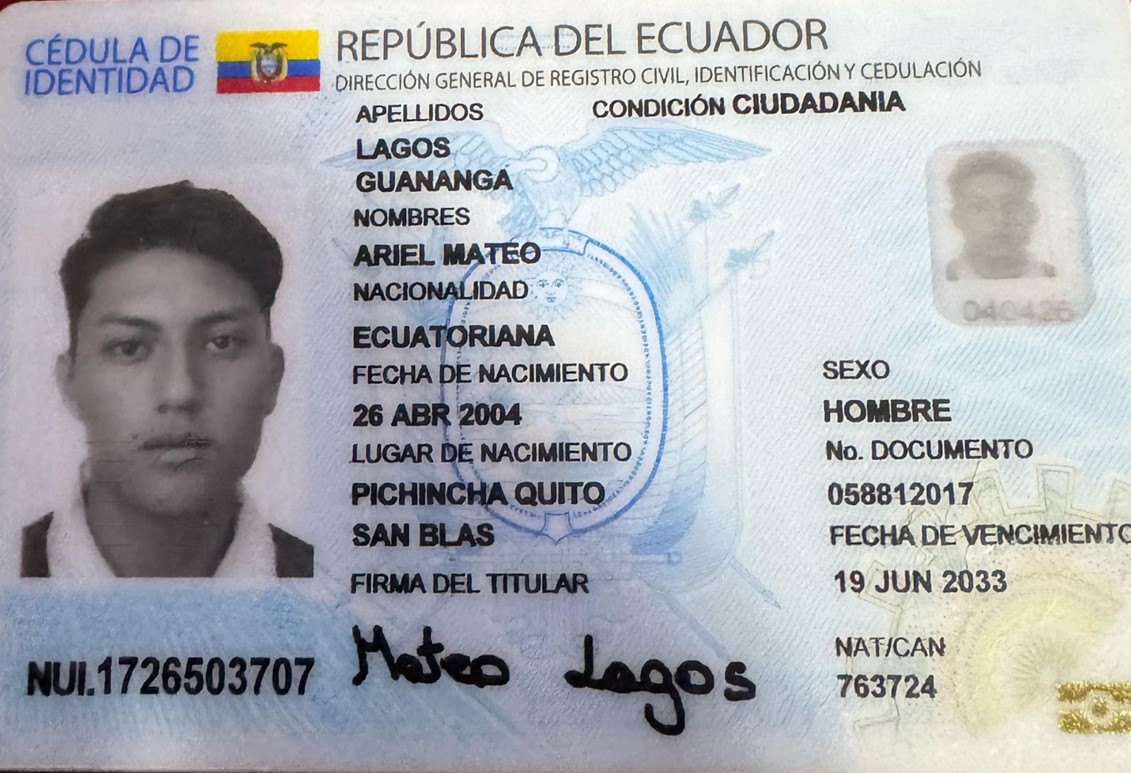 CÉDULA DE
IDENTIDAD
REPÚBLICA DEL ECUADOR
DIRECCIÓN GENERAL DE REGISTRO CIVIL, IDENTIFICACIÓN Y CEDULACIÓN
APELLIDOS
CONDICIÓN CIUDADANIA
LAGOS
GUANANGA
NOMBRES
ARIEL MATEO
NACIONALIDAD
ECUATORIANA
FECHA DE NACIMIENTO
26 ABR 2004
LUGAR DE NACIMIENTO
PICHINCHA QUITO
SAN BLAS
FIRMA DEL TITULAR
Mateo Lagos
040426
SEXO
HOMBRE
No. DOCUMENTO
058812017
FECHA DE VENCIMIENTO
19 JUN 2033
NAT/CAN
763724
NUI.1726503707